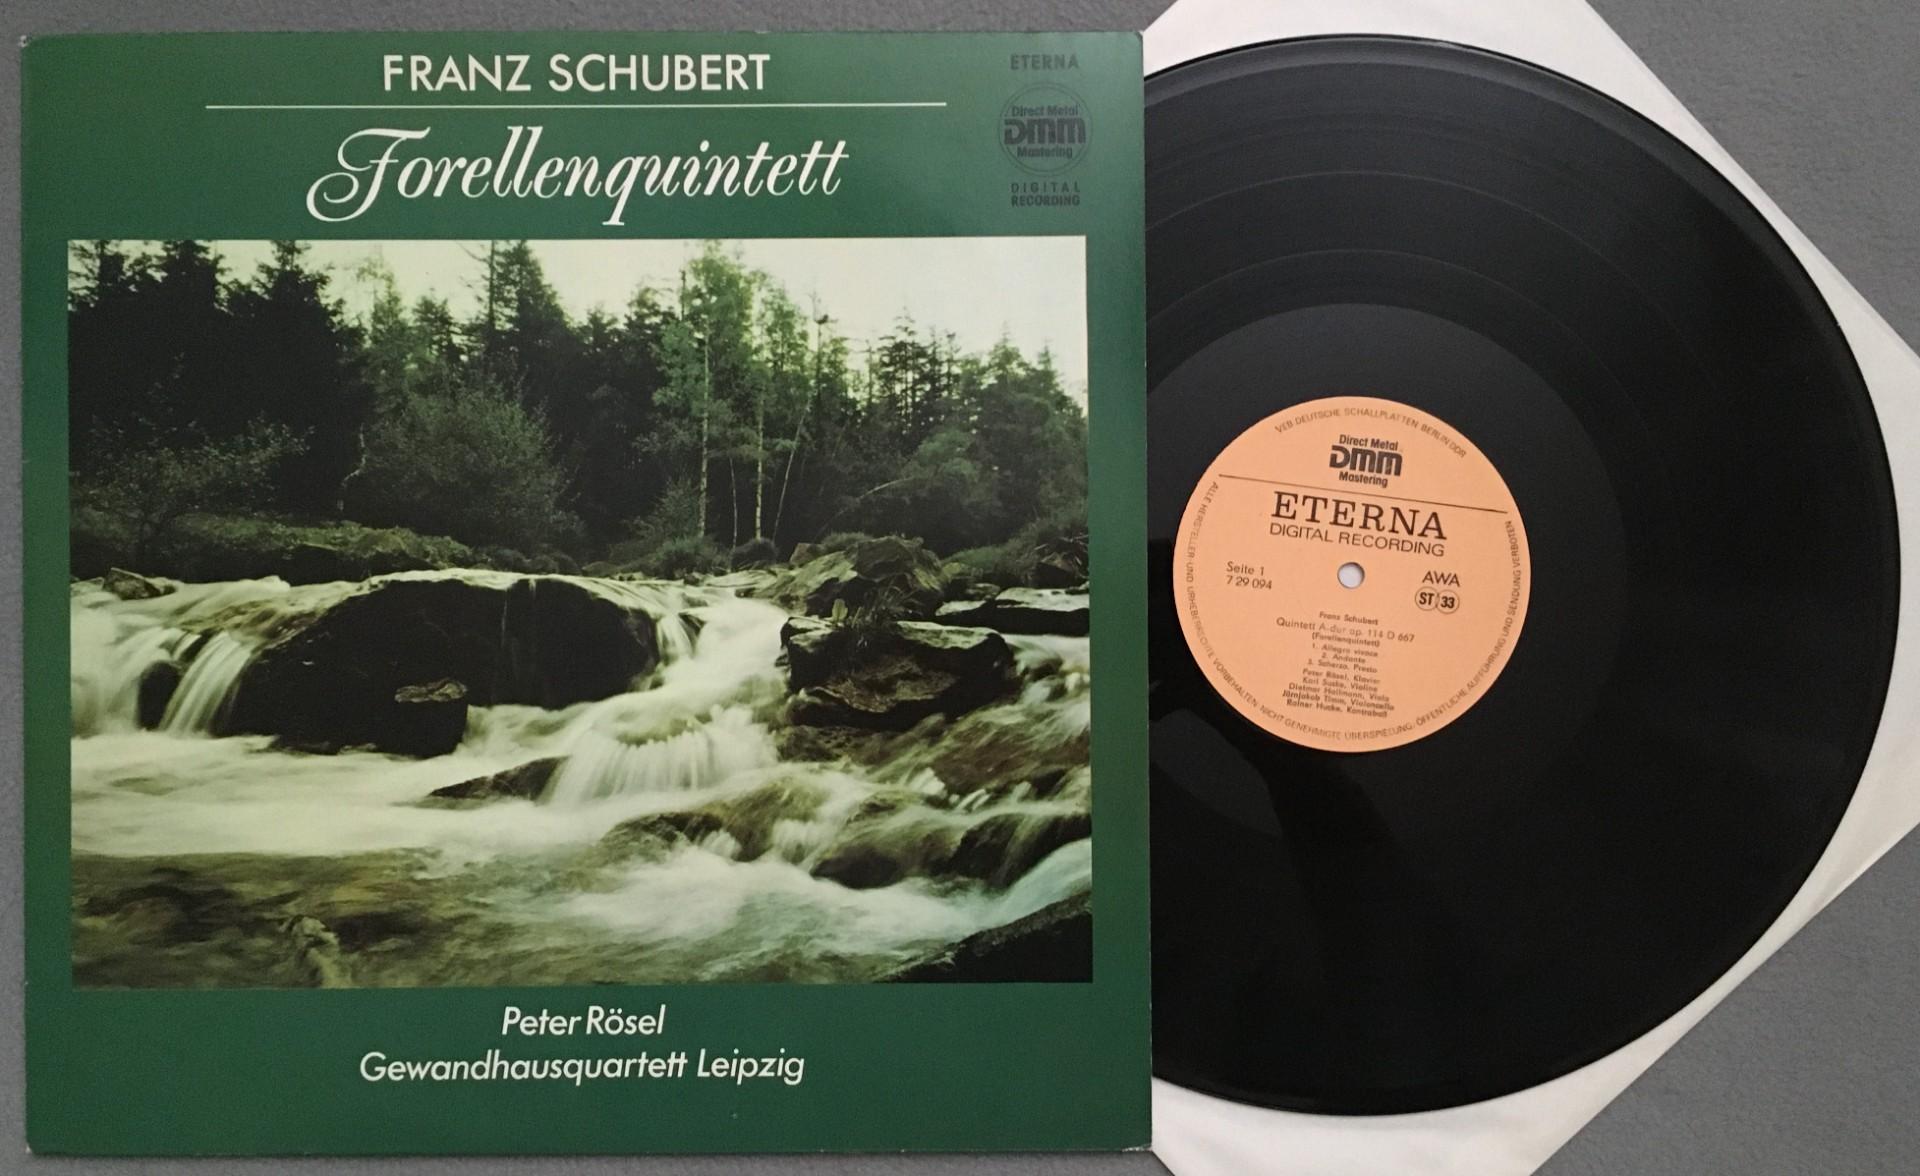 FRANZ SCHUBERT
Forellenquintett
ETERNA
Direct Metal
DMM
Mastering
DIGITAL
RECORDING
Peter Rösel
Gewandhausquartett Leipzig
VEB DEUTSCHE SCHALLPLATTEN BERLIN DDR
Direct Metal
DMM
Mastering
ETERNA
DIGITAL RECORDING
Seite 1
7 29 094
AWA
ST 33
Franz Schubert
Quintett A-dur op. 114 D 667
(Forellenquintett)
1. Allegro vivace
2. Andante
3. Scherzo. Presto
Peter Rösel, Klavier
Karl Suske, Violine
Dietmar Hallmann, Viola
Jürnjakob Timm, Violoncello
Rainer Hucke, Kontrabaß
ALLE HERSTELLER- UND URHEBERRECHTE VORBEHALTEN. NICHT GENEHMIGTE ÜBERSPIELUNG, ÖFFENTLICHE AUFFÜHRUNG UND SENDUNG VERBOTEN